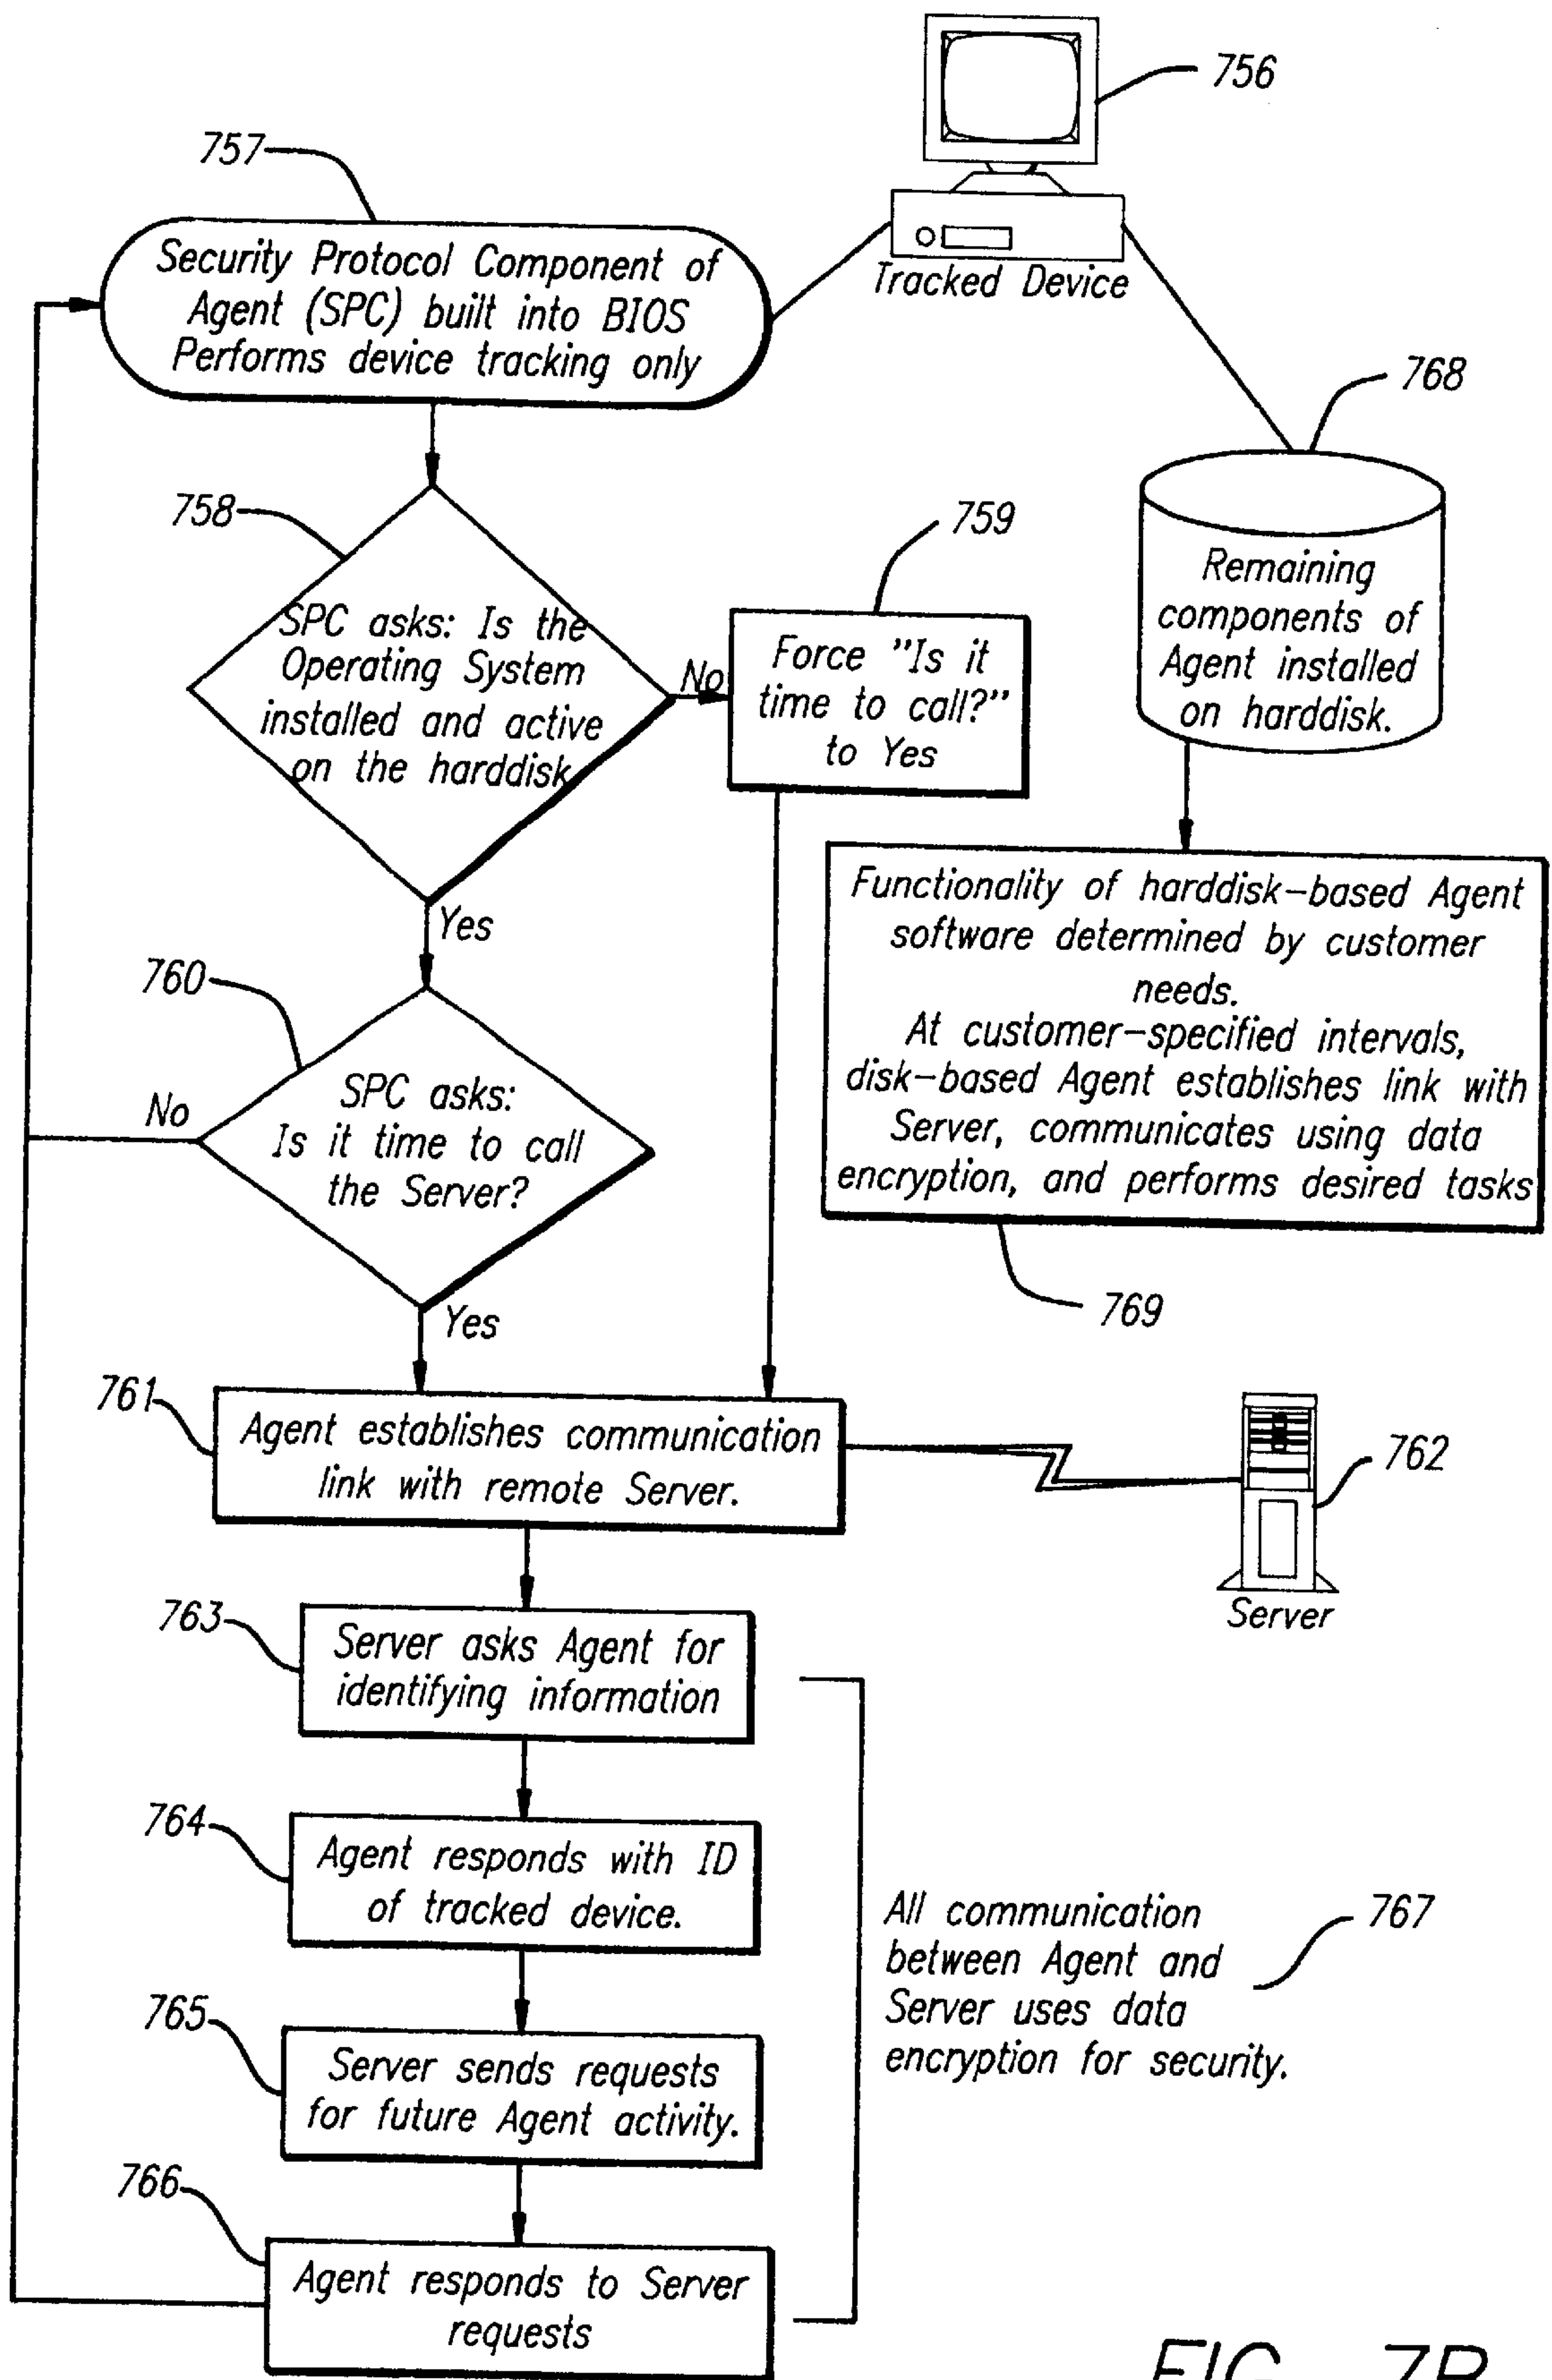 756
757
Security Protocol Component of
Agent (SPC) built into BIOS
Performs device tracking only
Tracked Device
768
758
759
SPC asks: Is the
Operating System
installed and active
on the harddisk
No
Force "Is it
time to call?"
to Yes
Remaining
components of
Agent installed
on harddisk.
Yes
Functionality of harddisk-based Agent
software determined by customer
needs.
At customer-specified intervals,
disk-based Agent establishes link with
Server, communicates using data
encryption, and performs desired tasks
760
No
SPC asks:
Is it time to call
the Server?
769
Yes
761
Agent establishes communication
link with remote Server.
762
Server
763
Server asks Agent for
identifying information
764
Agent responds with ID
of tracked device.
All communication
between Agent and
Server uses data
encryption for security.
767
765
Server sends requests
for future Agent activity.
766
Agent responds to Server
requests
FIG. 7B